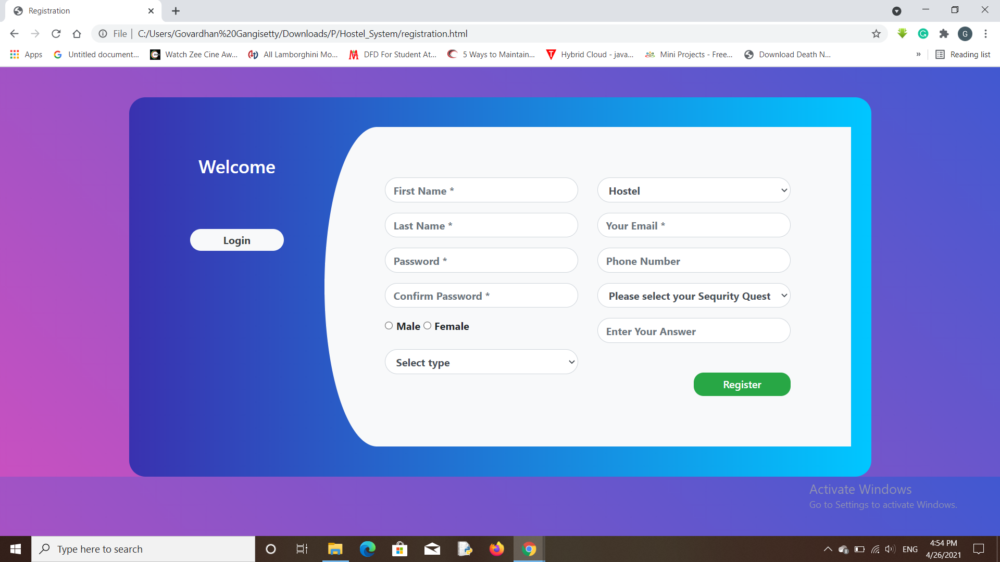 Registration
File
C:/Users/Govardhan%20Gangisetty/Downloads/P/Hostel_System/registration.html
G
Apps
Untitled document...
Watch Zee Cine Aw...
All Lamborghini Mo...
DFD For Student At...
5 Ways to Maintain...
Hybrid Cloud - java...
Mini Projects - Free...
Download Death N...
»
Reading list
Welcome
Login
First Name *
Last Name *
Password *
Confirm Password *
Male Female
Select type
Hostel
Your Email *
Phone Number
Please select your Sequrity Quest
Enter Your Answer
Register
Activate Windows
Go to Settings to activate Windows.
Type here to search
ENG
4:54 PM
4/26/2021